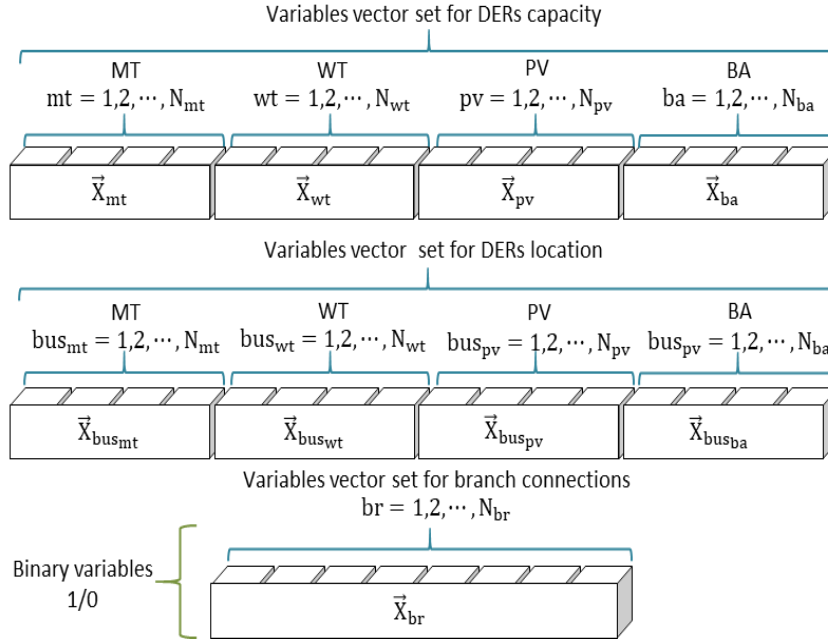 Variables vector set for DERs capacity
MT WT PV BA
mt = 1,2,⋯, N_mt wt = 1,2,⋯, N_wt pv = 1,2,⋯, N_pv ba = 1,2,⋯, N_ba
X⃗_mt X⃗_wt X⃗_pv X⃗_ba
Variables vector set for DERs location
MT WT PV BA
bus_mt = 1,2,⋯, N_mt bus_wt = 1,2,⋯, N_wt bus_pv = 1,2,⋯, N_pv bus_pv = 1,2,⋯, N_ba
X⃗_bus_mt X⃗_bus_wt X⃗_bus_pv X⃗_bus_ba
Variables vector set for branch connections
br = 1,2,⋯, N_br
Binary variables
1/0
X⃗_br